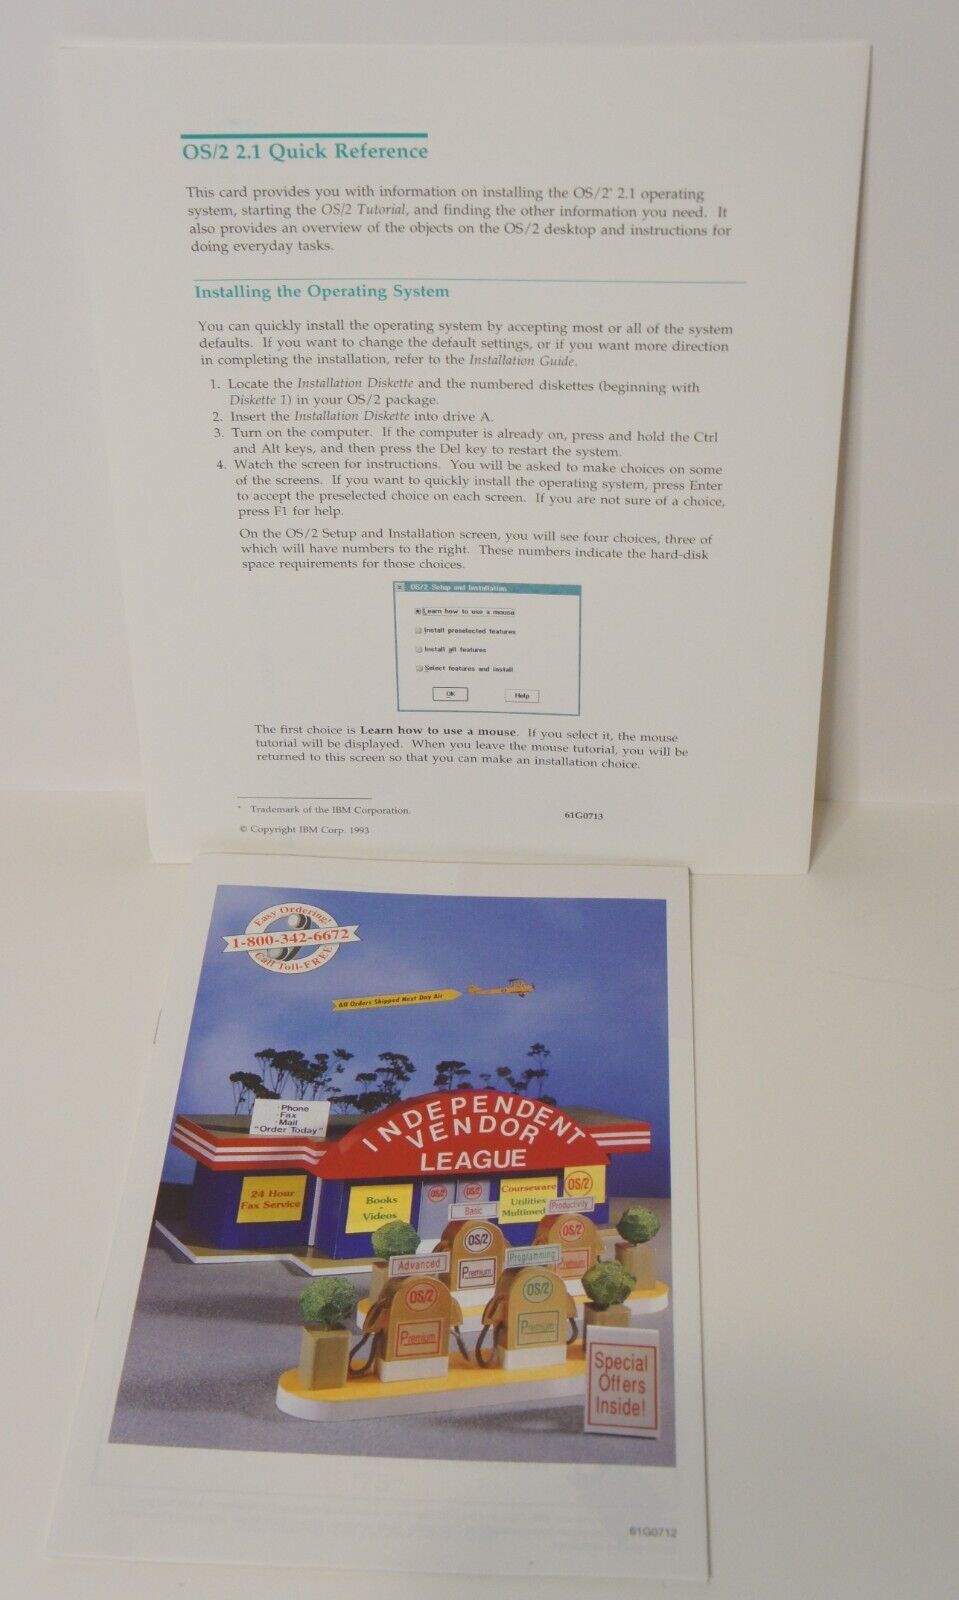 OS/2 2.1 Quick Reference
This card provides you with information on installing the OS/2* 2.1 operating
system, starting the OS/2 Tutorial, and finding the other information you need. It
also provides an overview of the objects on the OS/2 desktop and instructions for
doing everyday tasks.
Installing the Operating System
You can quickly install the operating system by accepting most or all of the system
defaults. If you want to change the default settings, or if you want more direction
in completing the installation, refer to the Installation Guide.
1. Locate the Installation Diskette and the numbered diskettes (beginning with
Diskette 1) in your OS/2 package.
2. Insert the Installation Diskette into drive A.
3. Turn on the computer. If the computer is already on, press and hold the Ctrl
and Alt keys, and then press the Del key to restart the system.
4. Watch the screen for instructions. You will be asked to make choices on some
of the screens. If you want to quickly install the operating system, press Enter
to accept the preselected choice on each screen. If you are not sure of a choice,
press F1 for help.
On the OS/2 Setup and Installation screen, you will see four choices, three of
which will have numbers to the right. These numbers indicate the hard-disk
space requirements for those choices.
OS/2 Setup and Installation
Learn how to use a mouse
Install preselected features
Install all features
Select features and install
OK
Help
The first choice is Learn how to use a mouse. If you select it, the mouse
tutorial will be displayed. When you leave the mouse tutorial, you will be
returned to this screen so that you can make an installation choice.
* Trademark of the IBM Corporation.
© Copyright IBM Corp. 1993
61G0713
Easy Ordering!
1-800-342-6672
Call Toll-FREE
All Orders Shipped Next Day Air
·Phone
·Fax
·Mail
"Order Today"
INDEPENDENT
VENDOR
LEAGUE
24 Hour
Fax Service
Books
·
Videos
OS/2
OS/2
Courseware
Utilities
Multimed
OS/2
Basic
OS/2
Premium
Productivity
OS/2
Premium
Advanced
OS/2
Premium
Programming
OS/2
Premium
Special
Offers
Inside!
61G0712